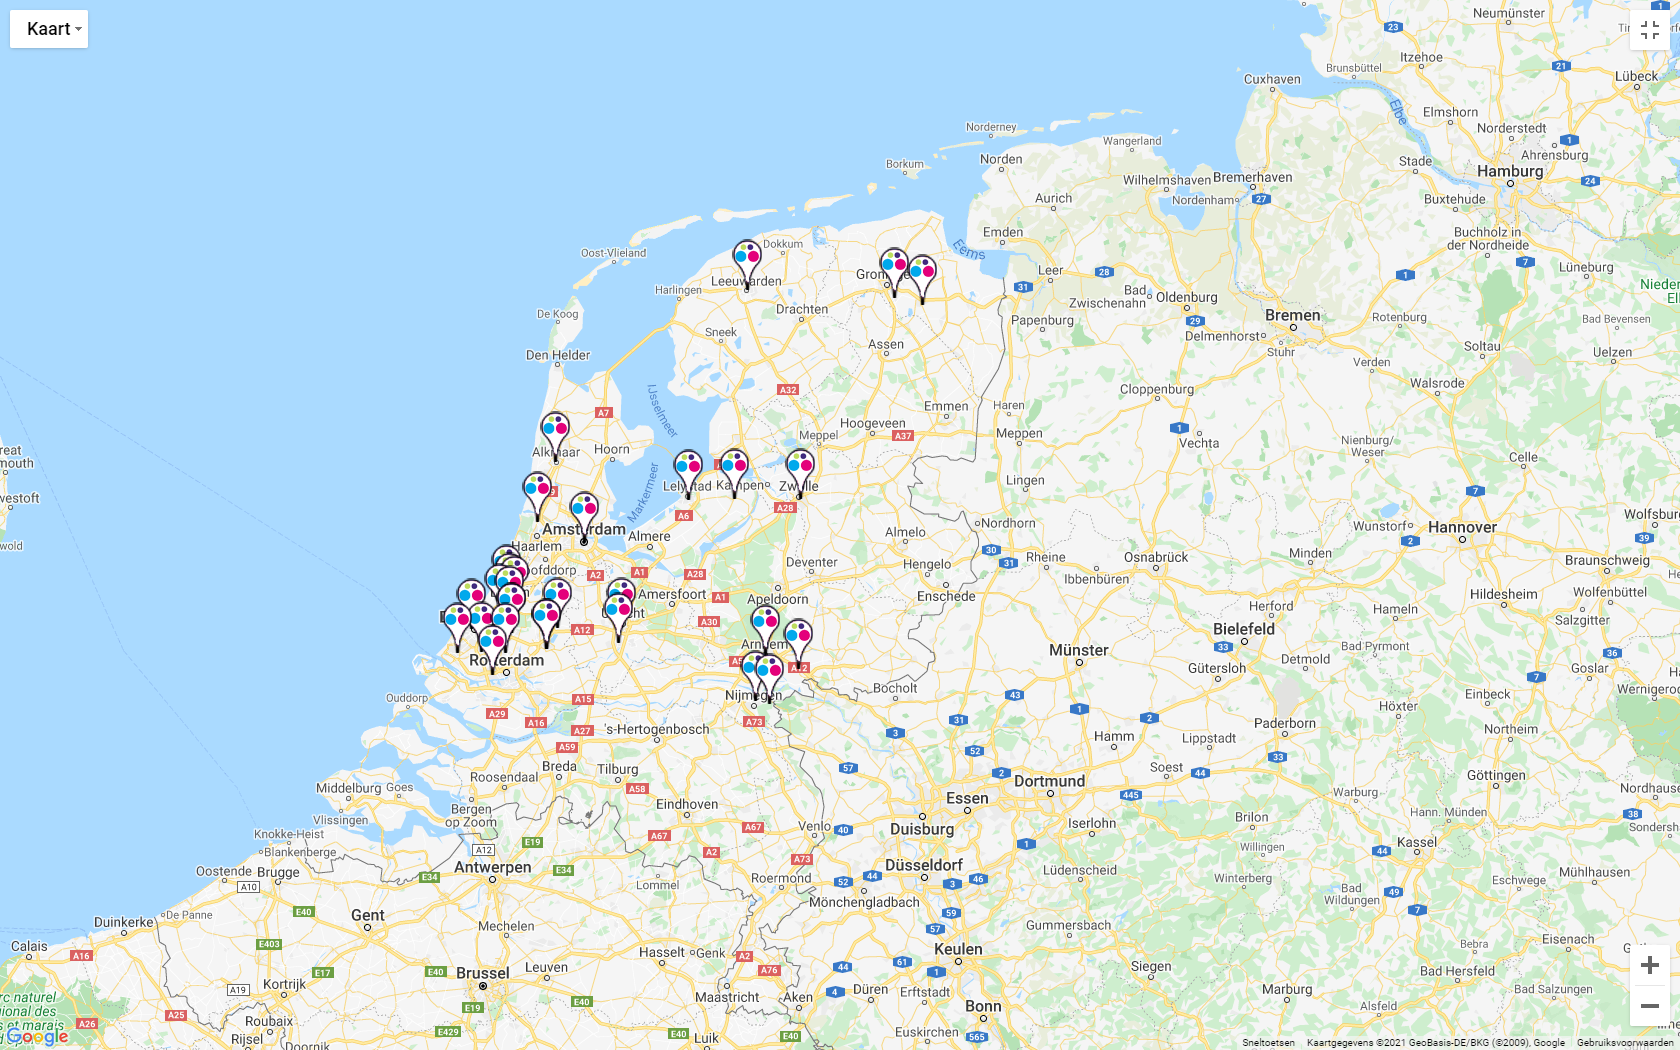 Kaart
Neumünster
Itzehoe
Brunsbüttel
Cuxhaven
Lübeck
Elbe
Elmshorn
Norderstedt
Ahrensburg
Norderney
Wangerland
Borkum
Norden
Stade
Hamburg
Wilhelmshaven
Bremerhaven
Aurich
Nordenham
Buxtehude
Emden
Buchholz in
der Nordheide
Dokkum
Oost-Vlieland
Eems
Leer
Lüneburg
Leeuwarden
Harlingen
Bad
Zwischenahn
Oldenburg
Drachten
De Koog
Papenburg
Bremen
Rotenburg
Bad Bevensen
Sneek
Delmenhorst
Assen
Stuhr
Soltau
Uelzen
Den Helder
Verden
IJsselmeer
Cloppenburg
Walsrode
Emmen
Haren
Hoogeveen
Meppel
Meppen
Vechta
Nienburg/
Weser
Hoorn
Celle
Markermeer
Lingen
Kampen
Wolfsburg
Amsterdam
Nordhorn
Wunstorf
Hannover
Almere
Almelo
Haarlem
Rheine
Osnabrück
Minden
Braunschweig
Deventer
Hengelo
Ibbenbüren
Hildesheim
Wolfenbüttel
Amersfoort
Apeldoorn
Enschede
Herford
Hameln
Salzgitter
Bielefeld
Bad Pyrmont
Münster
Detmold
Gütersloh
Goslar
Rotterdam
Nijmegen
Bocholt
Wernigerode
Einbeck
Ouddorp
Höxter
Paderborn
Northeim
's-Hertogenbosch
Hamm
Lippstadt
Breda
Tilburg
Soest
Göttingen
Roosendaal
Dortmund
Middelburg
Goes
Warburg
Essen
Eindhoven
Bergen
op Zoom
Hann. Münden
Vlissingen
Iserlohn
Brilon
Venlo
Duisburg
Knokke-Heist
Kassel
Blankenberge
Willingen
Antwerpen
Düsseldorf
Oostende
Brugge
Lüdenscheid
Roermond
Winterberg
Eschwege
Mühlhausen
Lommel
Bad
Wildungen
Mönchengladbach
Gent
De Panne
Duinkerke
Mechelen
Gummersbach
Calais
Hasselt
Genk
Keulen
Bebra
Eisenach
Brussel
Leuven
Siegen
Bad Hersfeld
Kortrijk
Maastricht
Aken
Düren
Erftstadt
Marburg
Bad Salzungen
Bonn
Alsfeld
Roubaix
Euskirchen
Rijsel
Luik
Doornik
Google
Sneltoetsen
Kaartgegevens ©2021 GeoBasis-DE/BKG (©2009), Google
Gebruiksvoorwaarden